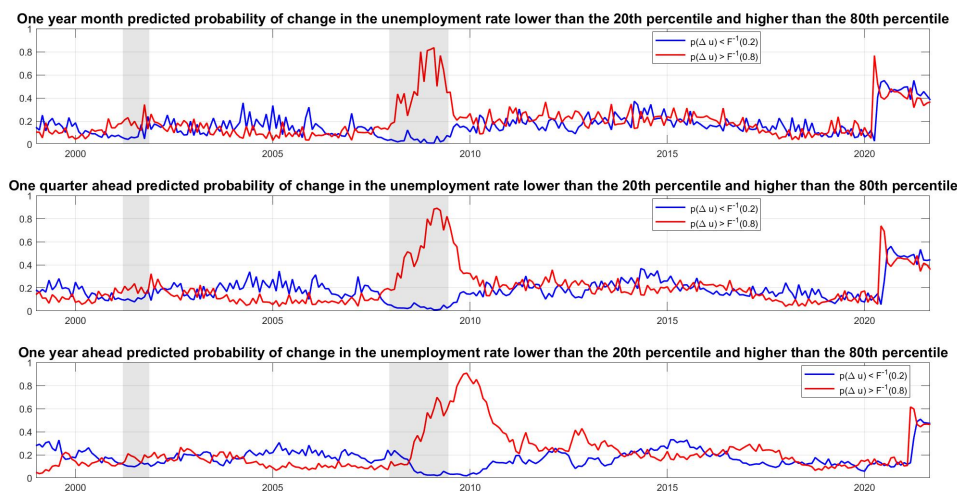 One year month predicted probability of change in the unemployment rate lower than the 20th percentile and higher than the 80th percentile
1
0.8
0.6
0.4
0.2
0
p(Δ u) < F⁻¹(0.2)
p(Δ u) > F⁻¹(0.8)
2000 2005 2010 2015 2020
One quarter ahead predicted probability of change in the unemployment rate lower than the 20th percentile and higher than the 80th percentile
1
0.8
0.6
0.4
0.2
0
p(Δ u) < F⁻¹(0.2)
p(Δ u) > F⁻¹(0.8)
2000 2005 2010 2015 2020
One year ahead predicted probability of change in the unemployment rate lower than the 20th percentile and higher than the 80th percentile
1
0.8
0.6
0.4
0.2
0
p(Δ u) < F⁻¹(0.2)
p(Δ u) > F⁻¹(0.8)
2000 2005 2010 2015 2020